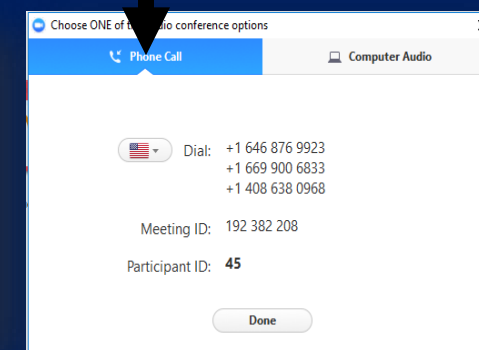 Choose ONE of conference options
Phone Call
Computer Audio
Dial: +1 646 876 9923
+1 669 900 6833
+1 408 638 0968
Meeting ID: 192 382 208
Participant ID: 45
Done